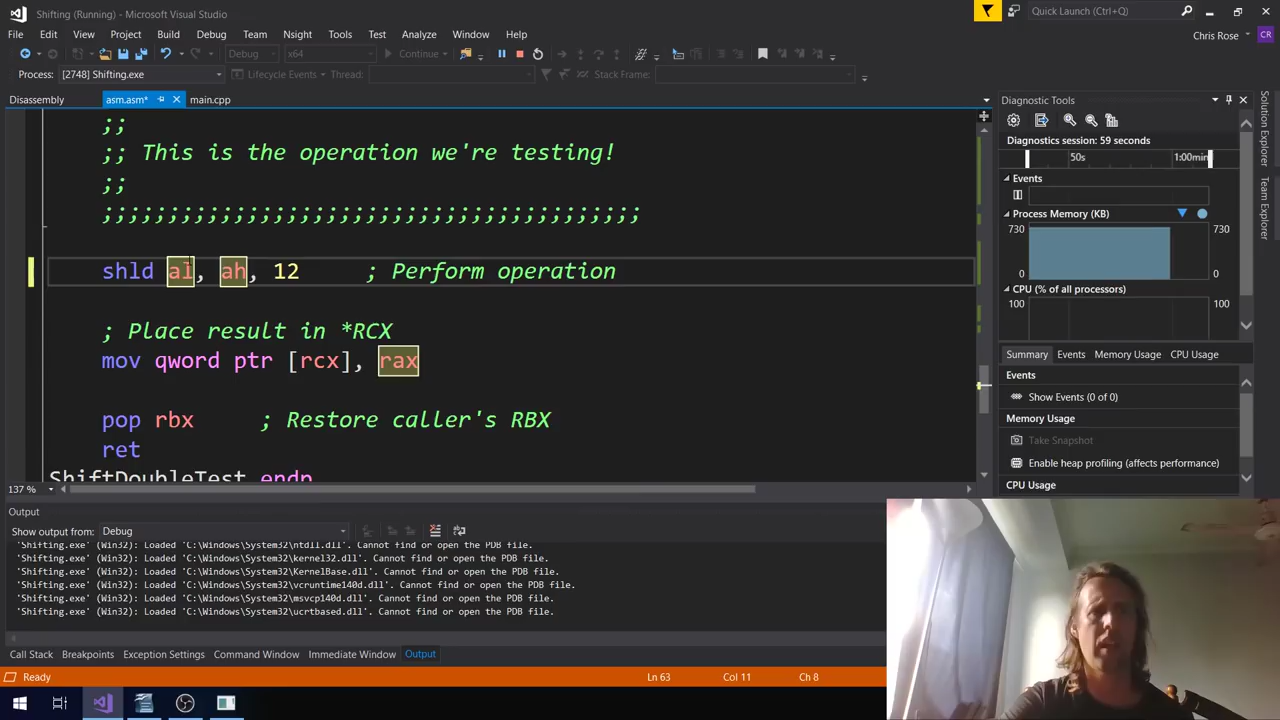 Shifting (Running) - Microsoft Visual Studio
Quick Launch (Ctrl+Q)
File Edit View Project Build Debug Team Nsight Tools Test Analyze Window Help
Chris Rose
CR
Debug x64 Continue
Process: [2748] Shifting.exe Lifecycle Events Thread: Stack Frame:
Disassembly asm.asm* main.cpp
;;
;; This is the operation we're testing!
;;
;;;;;;;;;;;;;;;;;;;;;;;;;;;;;;;;;;;;;;;;;
shld al, ah, 12 ; Perform operation
; Place result in *RCX
mov qword ptr [rcx], rax
pop rbx ; Restore caller's RBX
ret
ShiftDoubleTest endp
137 %
Diagnostic Tools
Diagnostics session: 59 seconds
50s 1:00min
Events
Process Memory (KB)
730 730
0 0
CPU (% of all processors)
100 100
Summary Events Memory Usage CPU Usage
Events
Show Events (0 of 0)
Memory Usage
Take Snapshot
Enable heap profiling (affects performance)
CPU Usage
Solution Explorer
Team Explorer
Output
Show output from: Debug
'Shifting.exe' (Win32): Loaded 'C:\Windows\System32\ntdll.dll'. Cannot find or open the PDB file.
'Shifting.exe' (Win32): Loaded 'C:\Windows\System32\kernel32.dll'. Cannot find or open the PDB file.
'Shifting.exe' (Win32): Loaded 'C:\Windows\System32\KernelBase.dll'. Cannot find or open the PDB file.
'Shifting.exe' (Win32): Loaded 'C:\Windows\System32\vcruntime140d.dll'. Cannot find or open the PDB file.
'Shifting.exe' (Win32): Loaded 'C:\Windows\System32\msvcp140d.dll'. Cannot find or open the PDB file.
'Shifting.exe' (Win32): Loaded 'C:\Windows\System32\ucrtbased.dll'. Cannot find or open the PDB file.
Call Stack Breakpoints Exception Settings Command Window Immediate Window Output
Ready Ln 63 Col 11 Ch 8